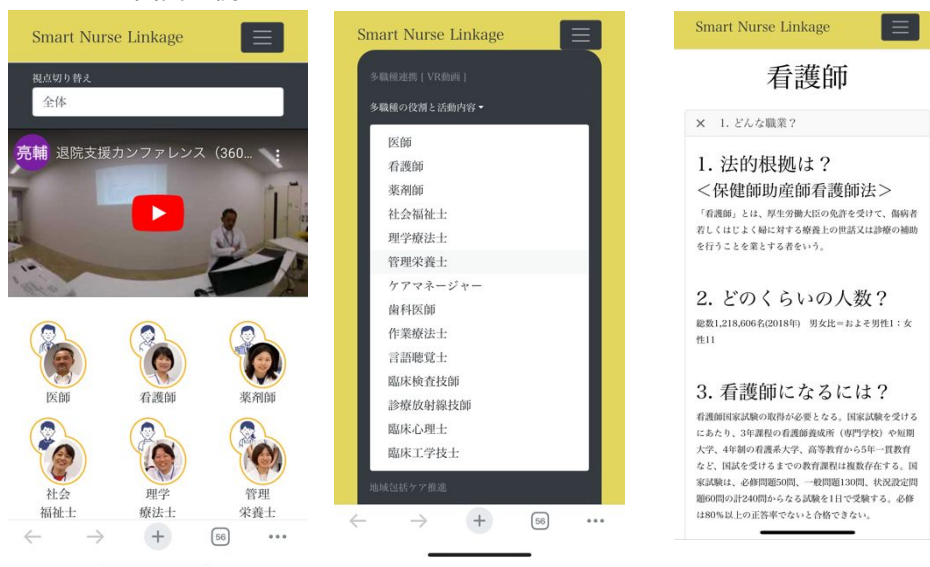 Smart Nurse Linkage
視点切り替え
全体
亮輔 退院支援カンファレンス（360...
医師
看護師
薬剤師
社会
福祉士
理学
療法士
管理
栄養士
56
Smart Nurse Linkage
多職種連携 [ VR動画 ]
多職種の役割と活動内容
医師
看護師
薬剤師
社会福祉士
理学療法士
管理栄養士
ケアマネージャー
歯科医師
作業療法士
言語聴覚士
臨床検査技師
診療放射線技師
臨床心理士
臨床工学技士
地域包括ケア推進
56
Smart Nurse Linkage
看護師
× 1. どんな職業？
1. 法的根拠は？
＜保健師助産師看護師法＞
「看護師」とは、厚生労働大臣の免許を受けて、傷病者
若しくはじよく婦に対する療養上の世話又は診療の補助
を行うことを業とする者をいう。
2. どのくらいの人数？
総数1,218,606名(2018年) 男女比＝およそ男性1：女
性11
3. 看護師になるには？
看護師国家試験の取得が必要となる。国家試験を受ける
にあたり、3年課程の看護師養成所（専門学校）や短期
大学、4年制の看護系大学、高等教育から5年一貫教育
など、国試を受けるまでの教育課程は複数存在する。国
家試験は、必修問題50問、一般問題130問、状況設定問
題60問の計240問からなる試験を1日で受験する。必修
は80％以上の正答率でないと合格できない。